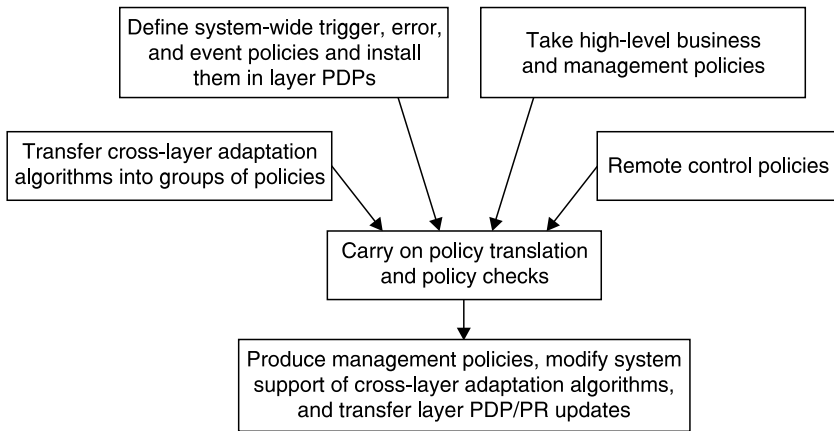 Define system-wide trigger, error,
and event policies and install
them in layer PDPs
Take high-level business
and management policies
Transfer cross-layer adaptation
algorithms into groups of policies
Remote control policies
Carry on policy translation
and policy checks
Produce management policies, modify system
support of cross-layer adaptation algorithms,
and transfer layer PDP/PR updates